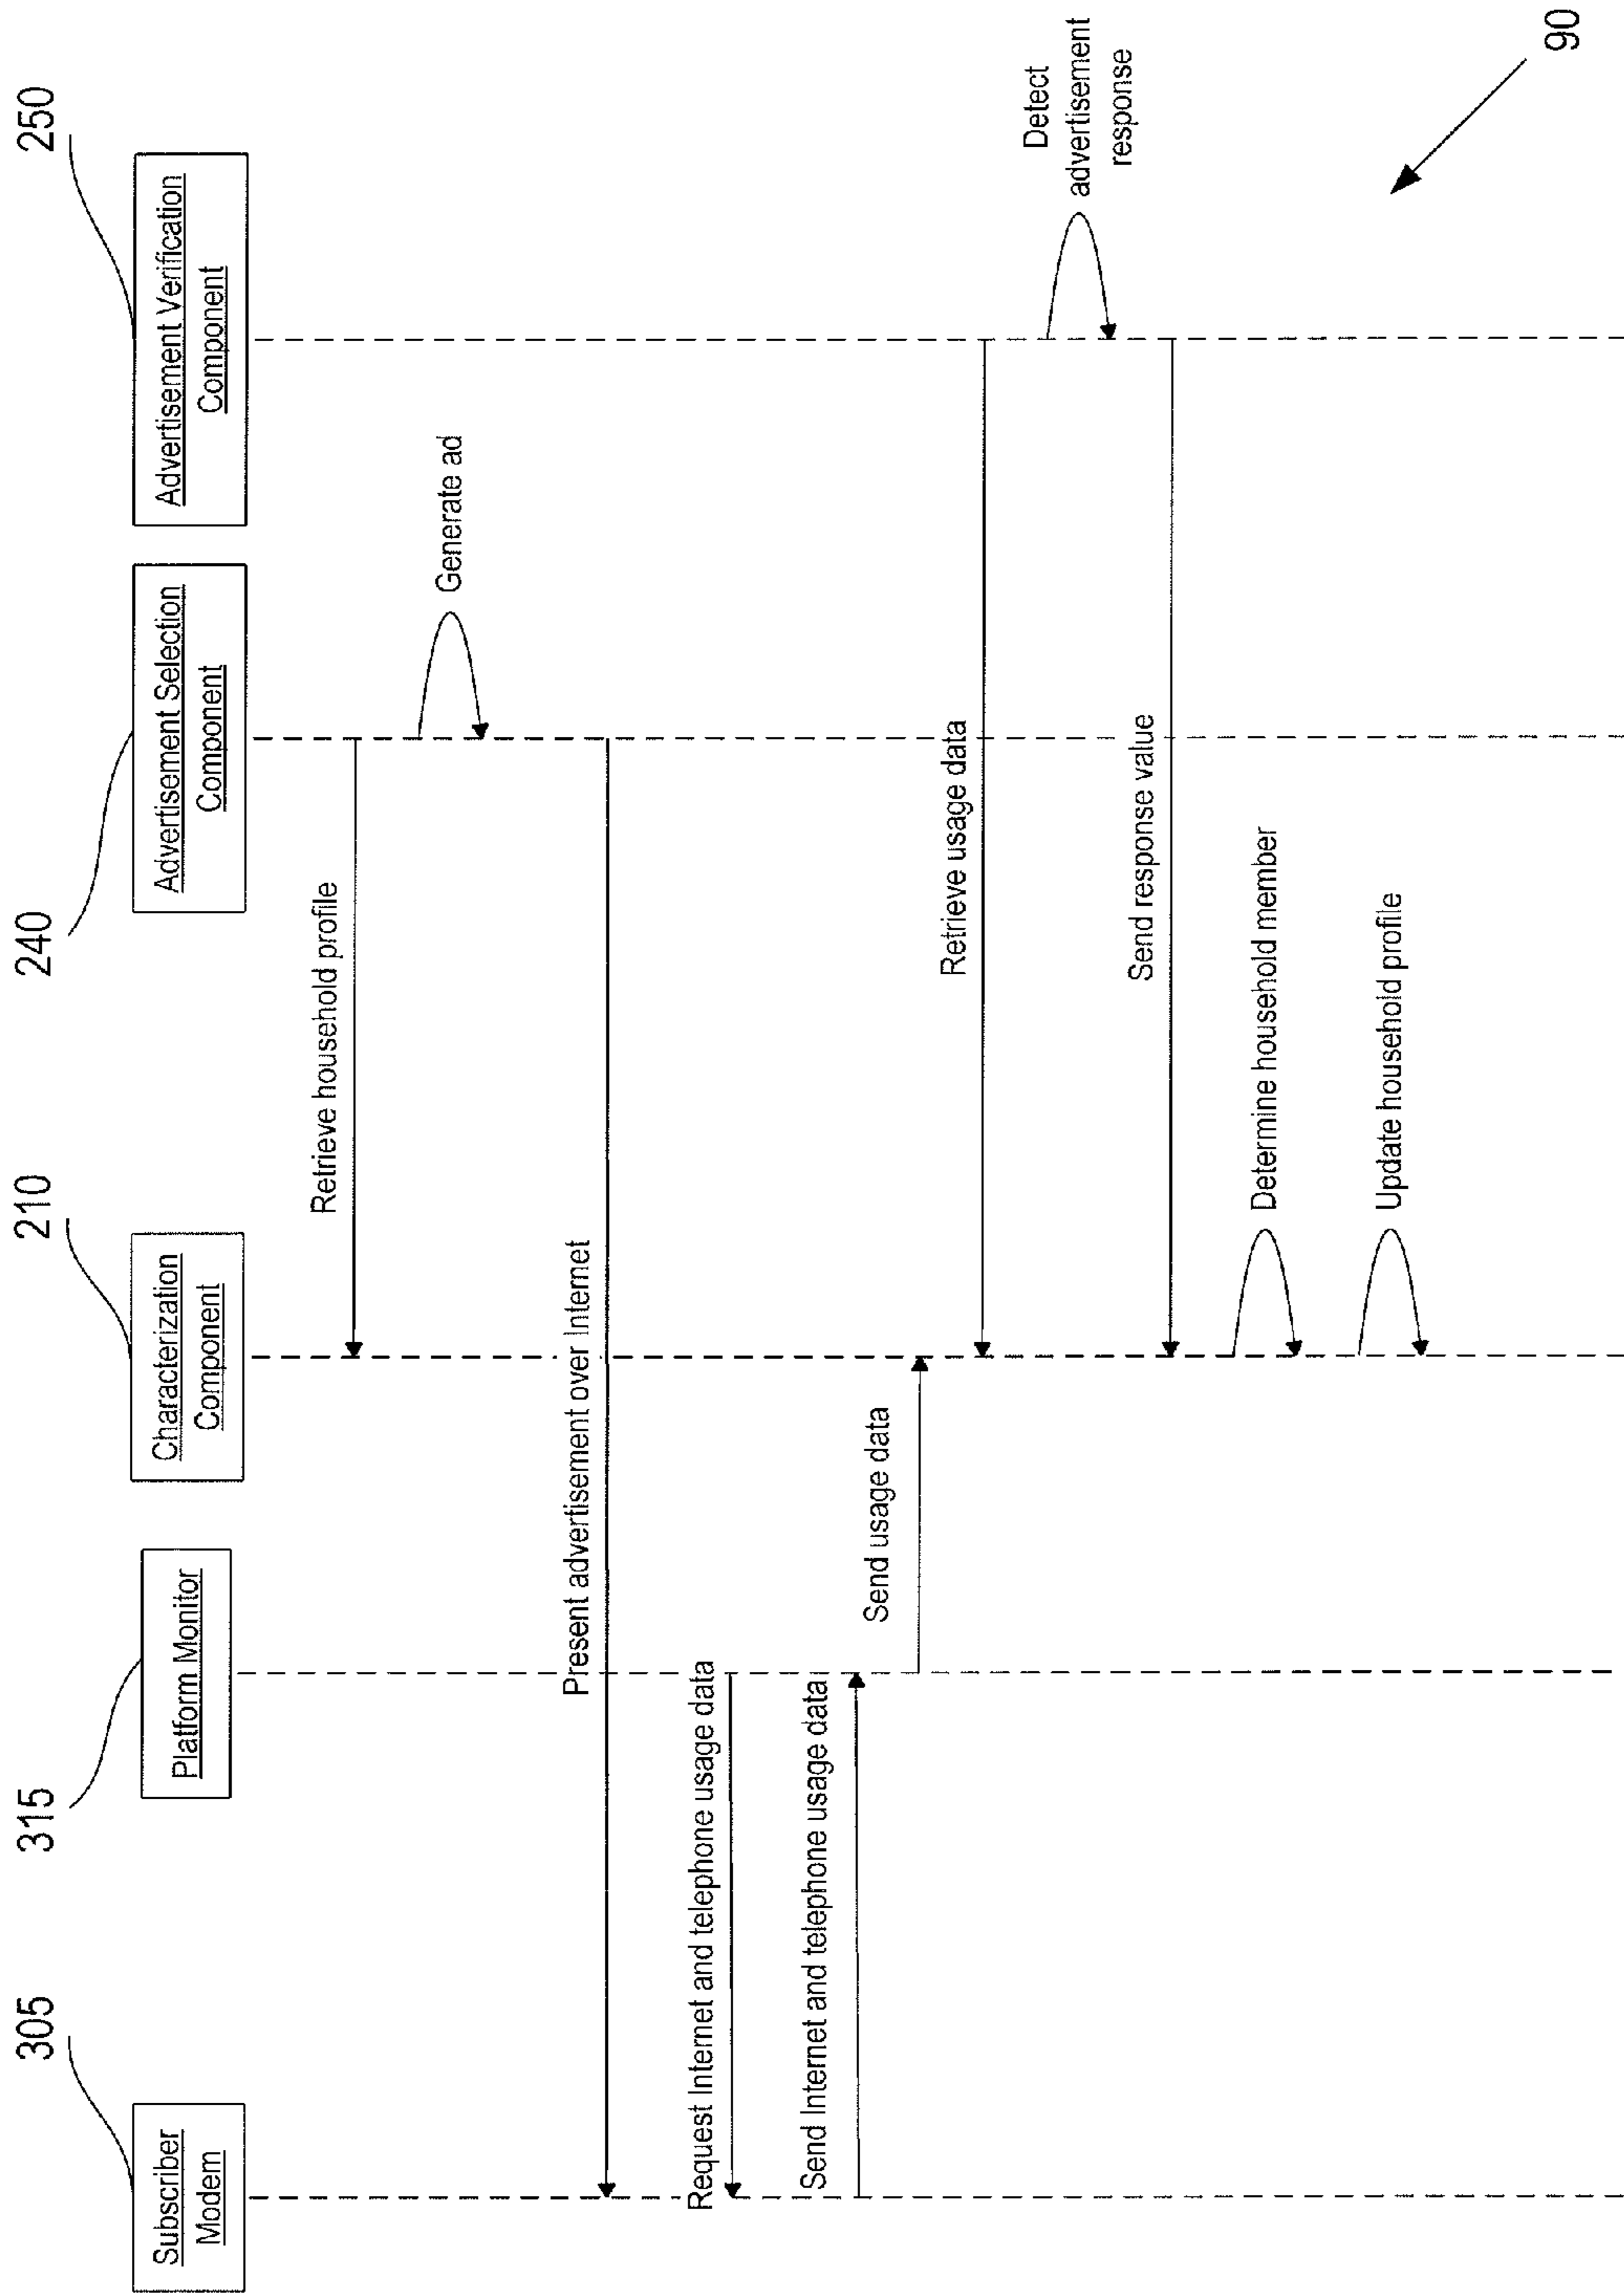 305
315
210
240
250
Subscriber
Modem
Platform Monitor
Characterization
Component
Advertisement Selection
Component
Advertisement Verification
Component
Retrieve household profile
Generate ad
Present advertisement over Internet
Request Internet and telephone usage data
Send Internet and telephone usage data
Send usage data
Retrieve usage data
Detect
advertisement
response
Send response value
Determine household member
Update household profile
90